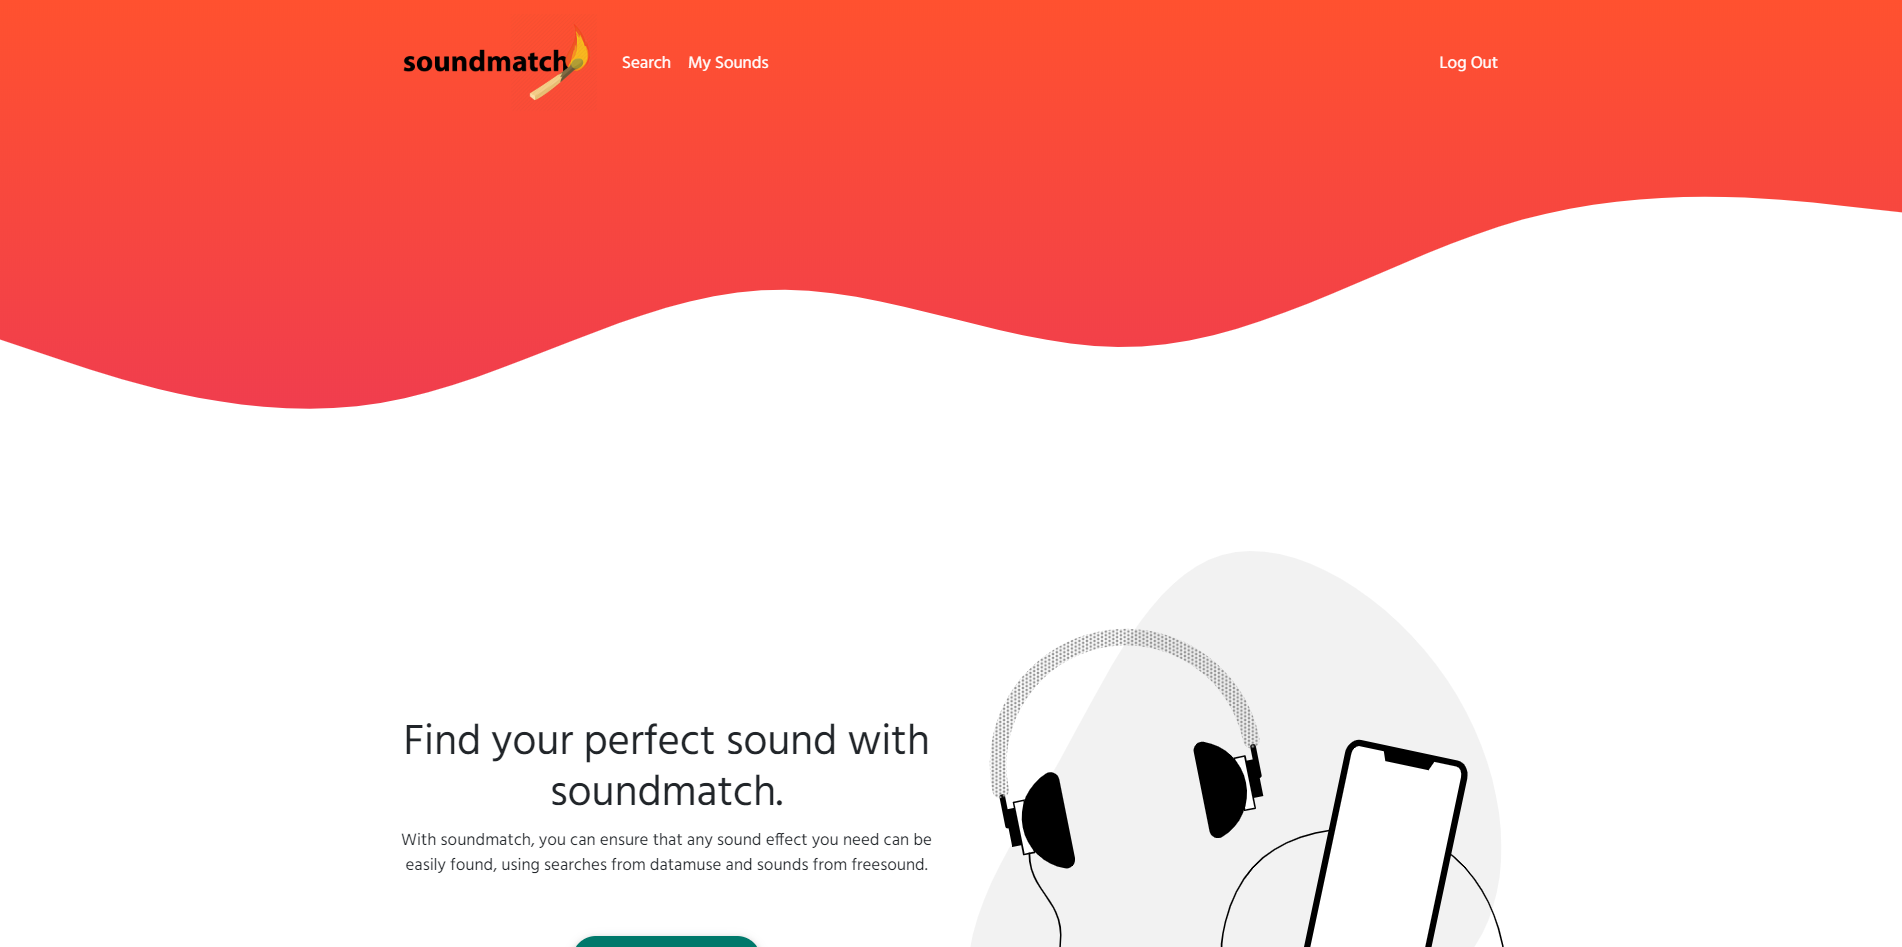 soundmatch Search My Sounds Log Out
Find your perfect sound with
soundmatch.
With soundmatch, you can ensure that any sound effect you need can be
easily found, using searches from datamuse and sounds from freesound.